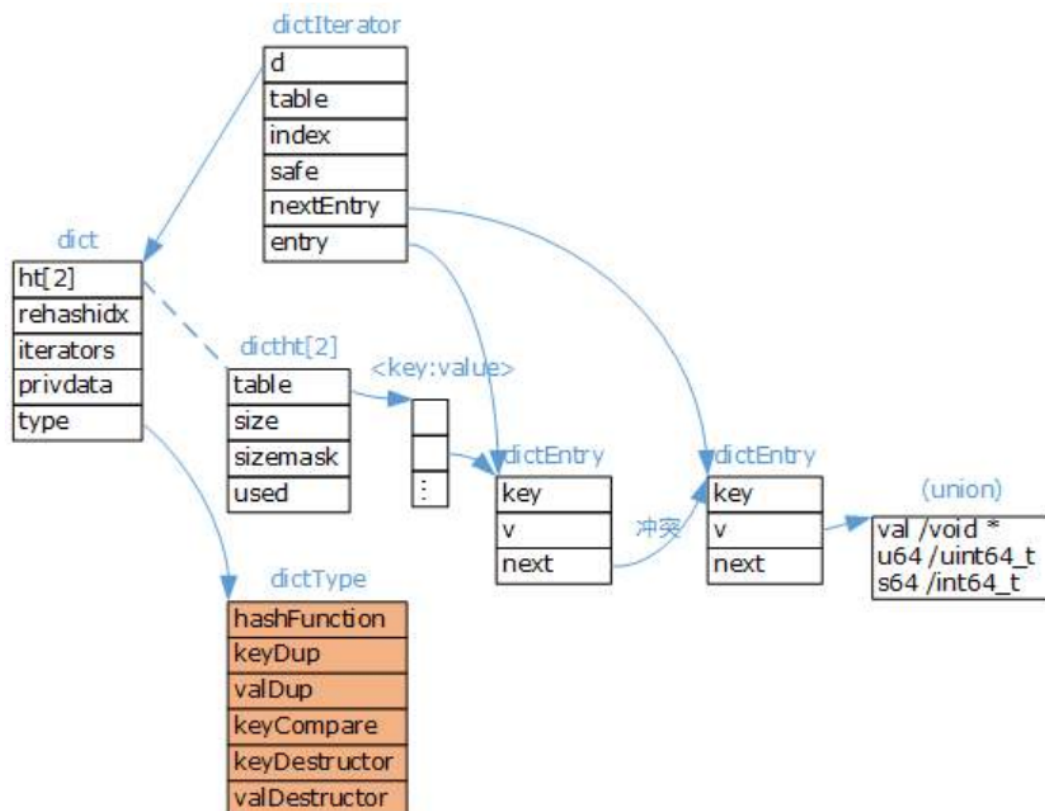 dictIterator
d
table
index
safe
nextEntry
entry
dict
ht[2]
rehashidx
iterators
privdata
type
dictht[2]
table
size
sizemask
used
<key:value>
⋮
dictEntry
key
v
next
冲突
dictEntry
key
v
next
(union)
val /void *
u64 /uint64_t
s64 /int64_t
dictType
hashFunction
keyDup
valDup
keyCompare
keyDestructor
valDestructor